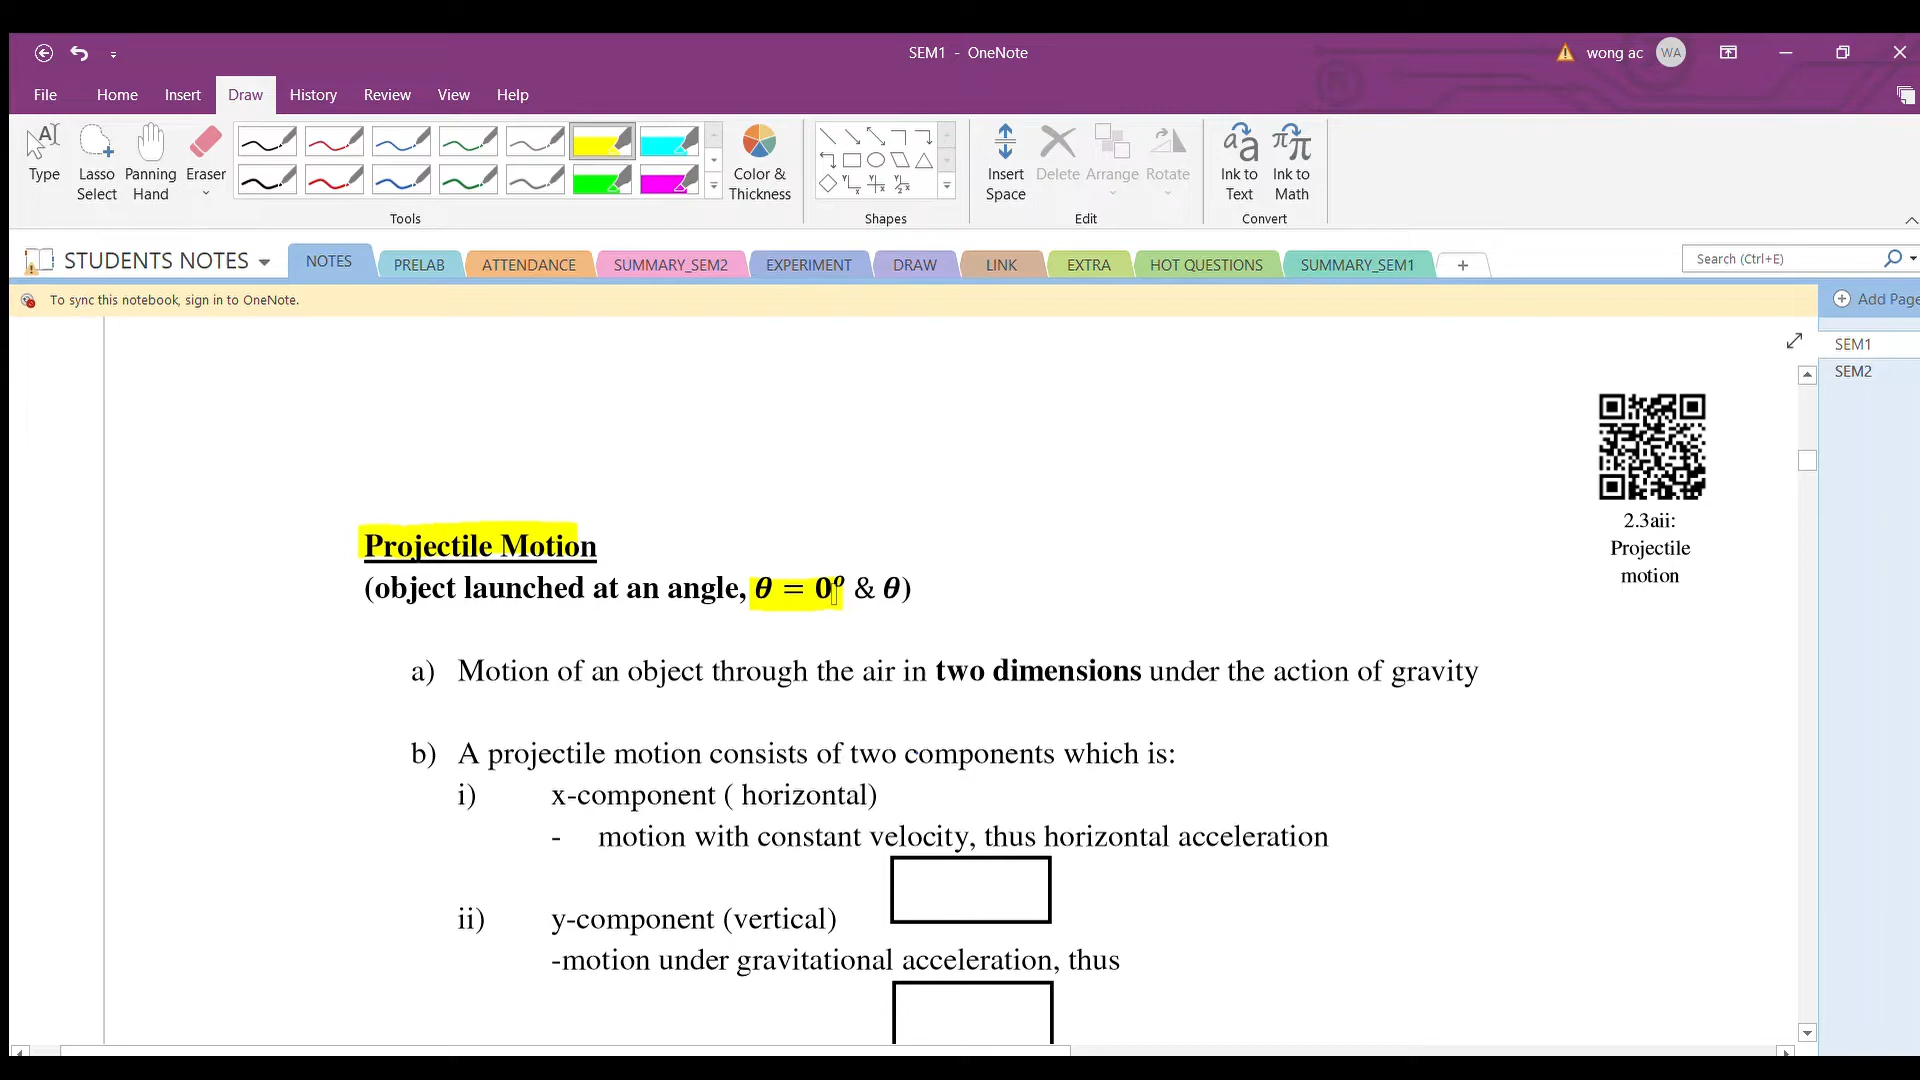 SEM1 - OneNote
wong ac
WA
File Home Insert Draw History Review View Help
Type
Lasso Select
Panning Hand
Eraser
Tools
Color & Thickness
Shapes
Insert Space
Delete
Arrange
Rotate
Edit
Ink to Text
Ink to Math
Convert
STUDENTS NOTES
NOTES PRELAB ATTENDANCE SUMMARY_SEM2 EXPERIMENT DRAW LINK EXTRA HOT QUESTIONS SUMMARY_SEM1
Search (Ctrl+E)
To sync this notebook, sign in to OneNote.
Add Page
SEM1
SEM2
2.3aii:
Projectile
motion
Projectile Motion
(object launched at an angle, θ = 0º & θ)
a) Motion of an object through the air in two dimensions under the action of gravity
b) A projectile motion consists of two components which is:
i) x-component ( horizontal)
- motion with constant velocity, thus horizontal acceleration
ii) y-component (vertical)
-motion under gravitational acceleration, thus